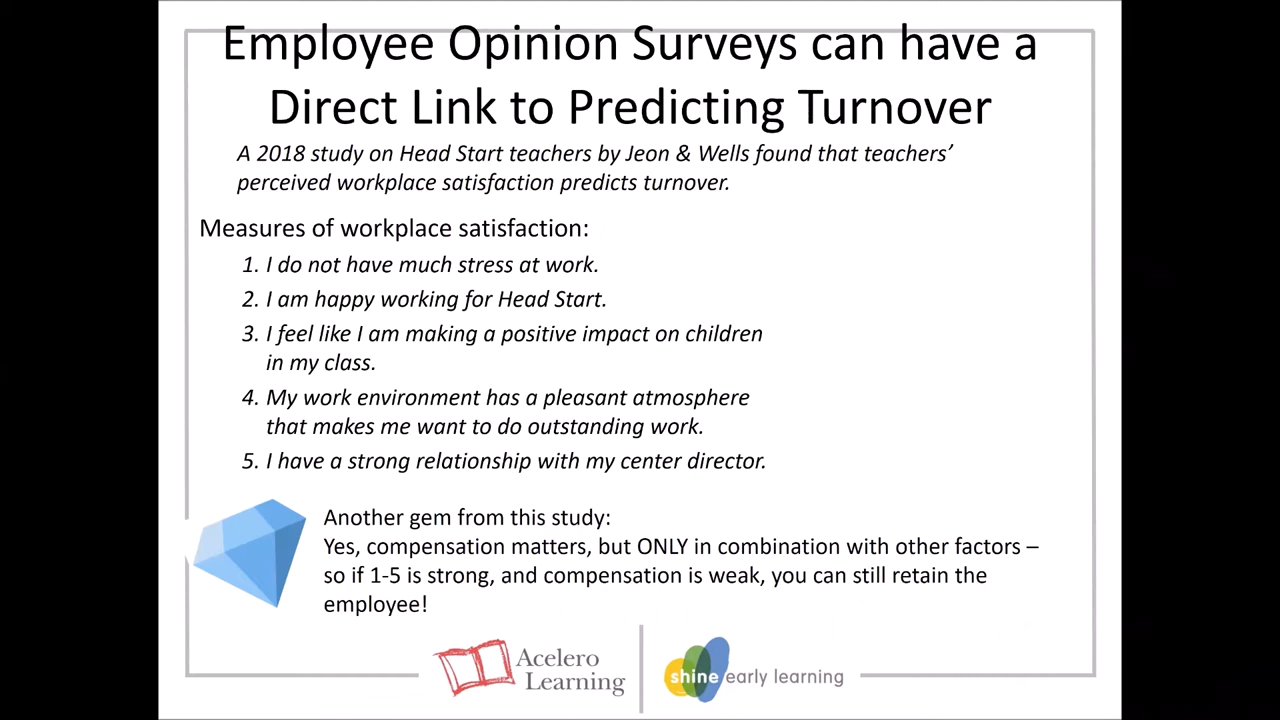 Employee Opinion Surveys can have a
Direct Link to Predicting Turnover
A 2018 study on Head Start teachers by Jeon & Wells found that teachers’
perceived workplace satisfaction predicts turnover.
Measures of workplace satisfaction:
1. I do not have much stress at work.
2. I am happy working for Head Start.
3. I feel like I am making a positive impact on children
in my class.
4. My work environment has a pleasant atmosphere
that makes me want to do outstanding work.
5. I have a strong relationship with my center director.
Another gem from this study:
Yes, compensation matters, but ONLY in combination with other factors –
so if 1-5 is strong, and compensation is weak, you can still retain the
employee!
Acelero
Learning
shine early learning